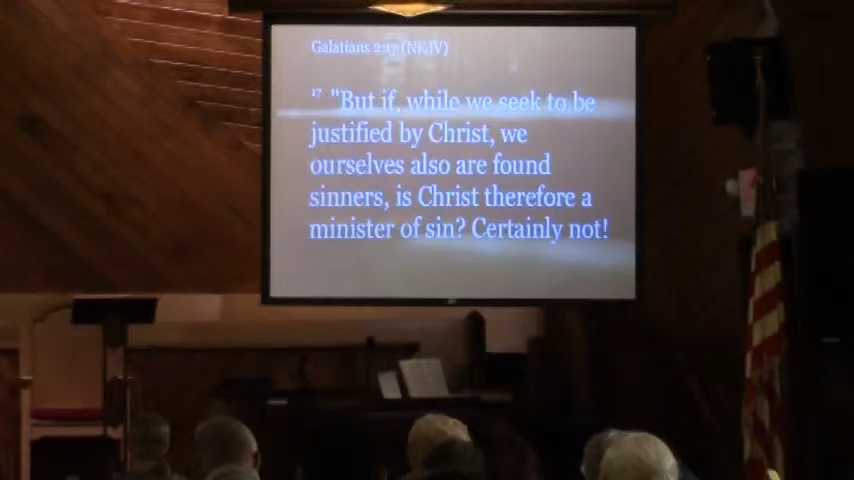 Galatians 2:17 (NKJV)
17 "But if, while we seek to be
justified by Christ, we
ourselves also are found
sinners, is Christ therefore a
minister of sin? Certainly not!